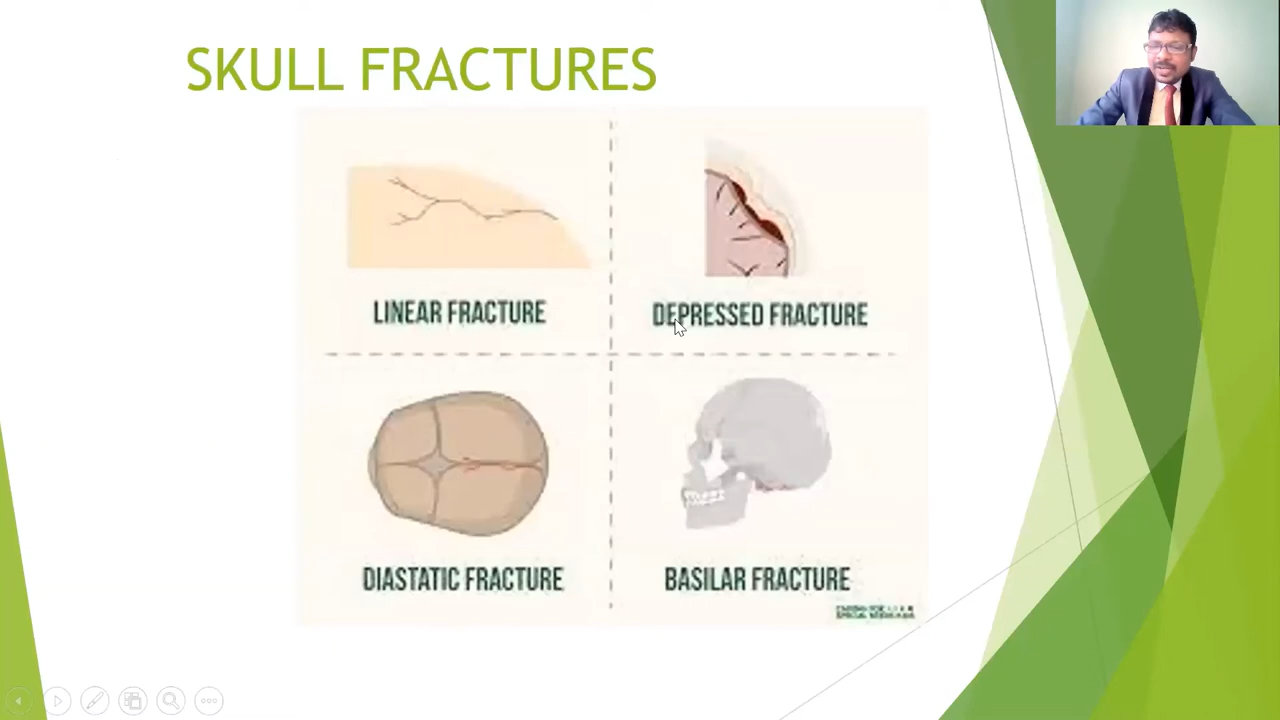 SKULL FRACTURES
LINEAR FRACTURE
DEPRESSED FRACTURE
DIASTATIC FRACTURE
BASILAR FRACTURE